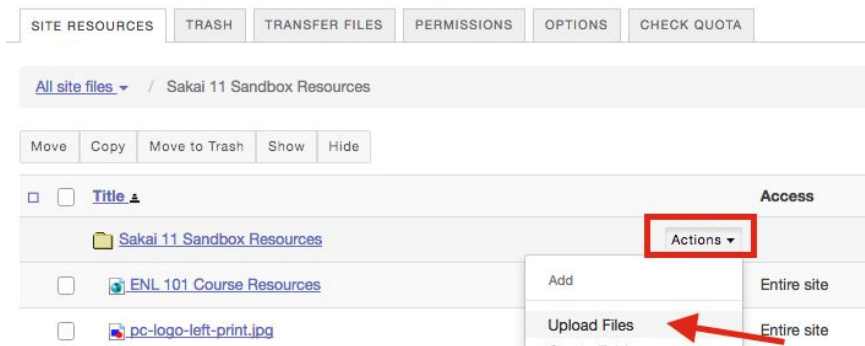 SITE RESOURCES TRASH TRANSFER FILES PERMISSIONS OPTIONS CHECK QUOTA
All site files / Sakai 11 Sandbox Resources
Move Copy Move to Trash Show Hide
Title Access
Sakai 11 Sandbox Resources Actions
ENL 101 Course Resources Add Entire site
pc-logo-left-print.jpg Upload Files Entire site